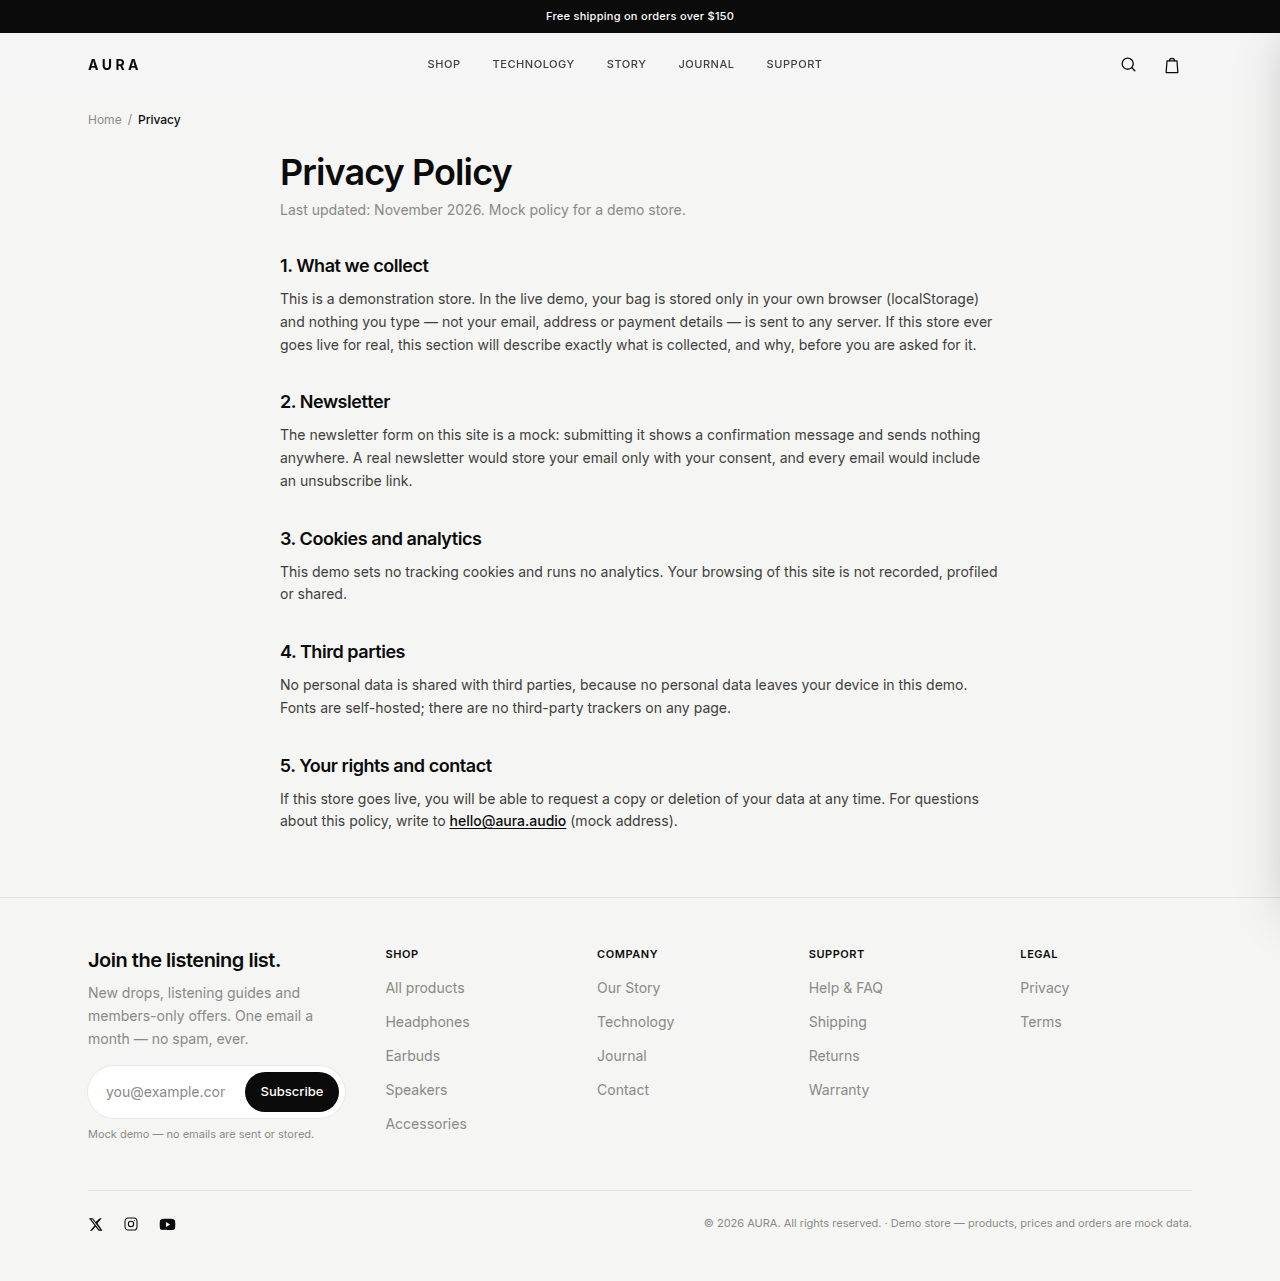 Free shipping on orders over $150
AURA
SHOP TECHNOLOGY STORY JOURNAL SUPPORT
Home / Privacy
Privacy Policy
Last updated: November 2026. Mock policy for a demo store.
1. What we collect
This is a demonstration store. In the live demo, your bag is stored only in your own browser (localStorage)
and nothing you type — not your email, address or payment details — is sent to any server. If this store ever
goes live for real, this section will describe exactly what is collected, and why, before you are asked for it.
2. Newsletter
The newsletter form on this site is a mock: submitting it shows a confirmation message and sends nothing
anywhere. A real newsletter would store your email only with your consent, and every email would include
an unsubscribe link.
3. Cookies and analytics
This demo sets no tracking cookies and runs no analytics. Your browsing of this site is not recorded, profiled
or shared.
4. Third parties
No personal data is shared with third parties, because no personal data leaves your device in this demo.
Fonts are self-hosted; there are no third-party trackers on any page.
5. Your rights and contact
If this store goes live, you will be able to request a copy or deletion of your data at any time. For questions
about this policy, write to hello@aura.audio (mock address).
Join the listening list.
New drops, listening guides and
members-only offers. One email a
month — no spam, ever.
you@example.cor
Subscribe
Mock demo — no emails are sent or stored.
SHOP
All products
Headphones
Earbuds
Speakers
Accessories
COMPANY
Our Story
Technology
Journal
Contact
SUPPORT
Help & FAQ
Shipping
Returns
Warranty
LEGAL
Privacy
Terms
© 2026 AURA. All rights reserved. · Demo store — products, prices and orders are mock data.